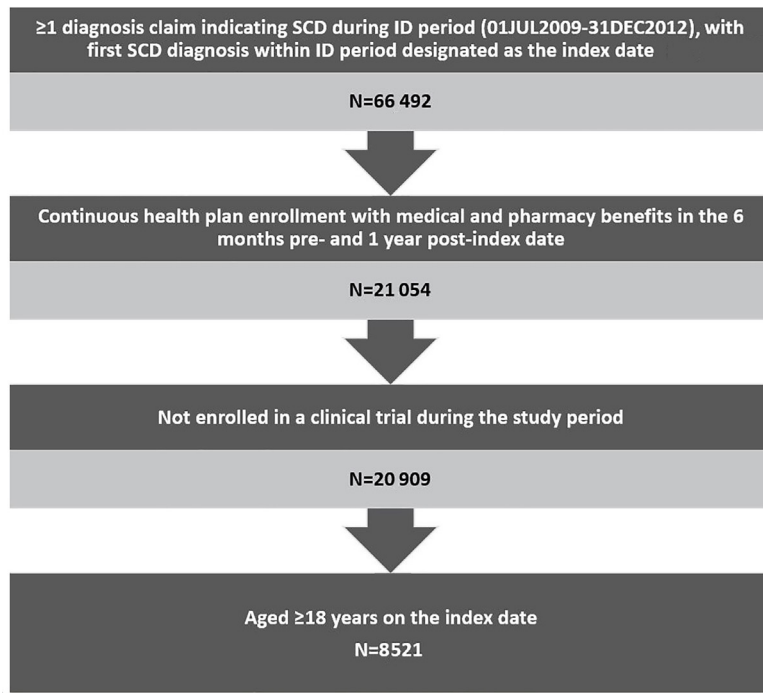 ≥1 diagnosis claim indicating SCD during ID period (01JUL2009-31DEC2012), with
first SCD diagnosis within ID period designated as the index date
N=66 492
Continuous health plan enrollment with medical and pharmacy benefits in the 6
months pre- and 1 year post-index date
N=21 054
Not enrolled in a clinical trial during the study period
N=20 909
Aged ≥18 years on the index date
N=8521